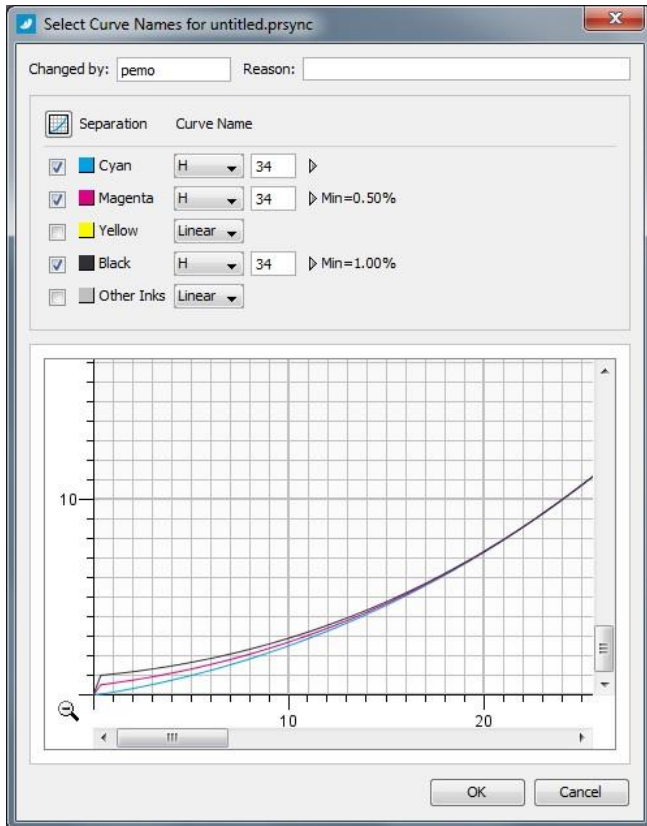 Select Curve Names for untitled.prsync
Changed by: pemo Reason:
Separation Curve Name
Cyan H 34
Magenta H 34 Min=0.50%
Yellow Linear
Black H 34 Min=1.00%
Other Inks Linear
10
10 20
OK Cancel